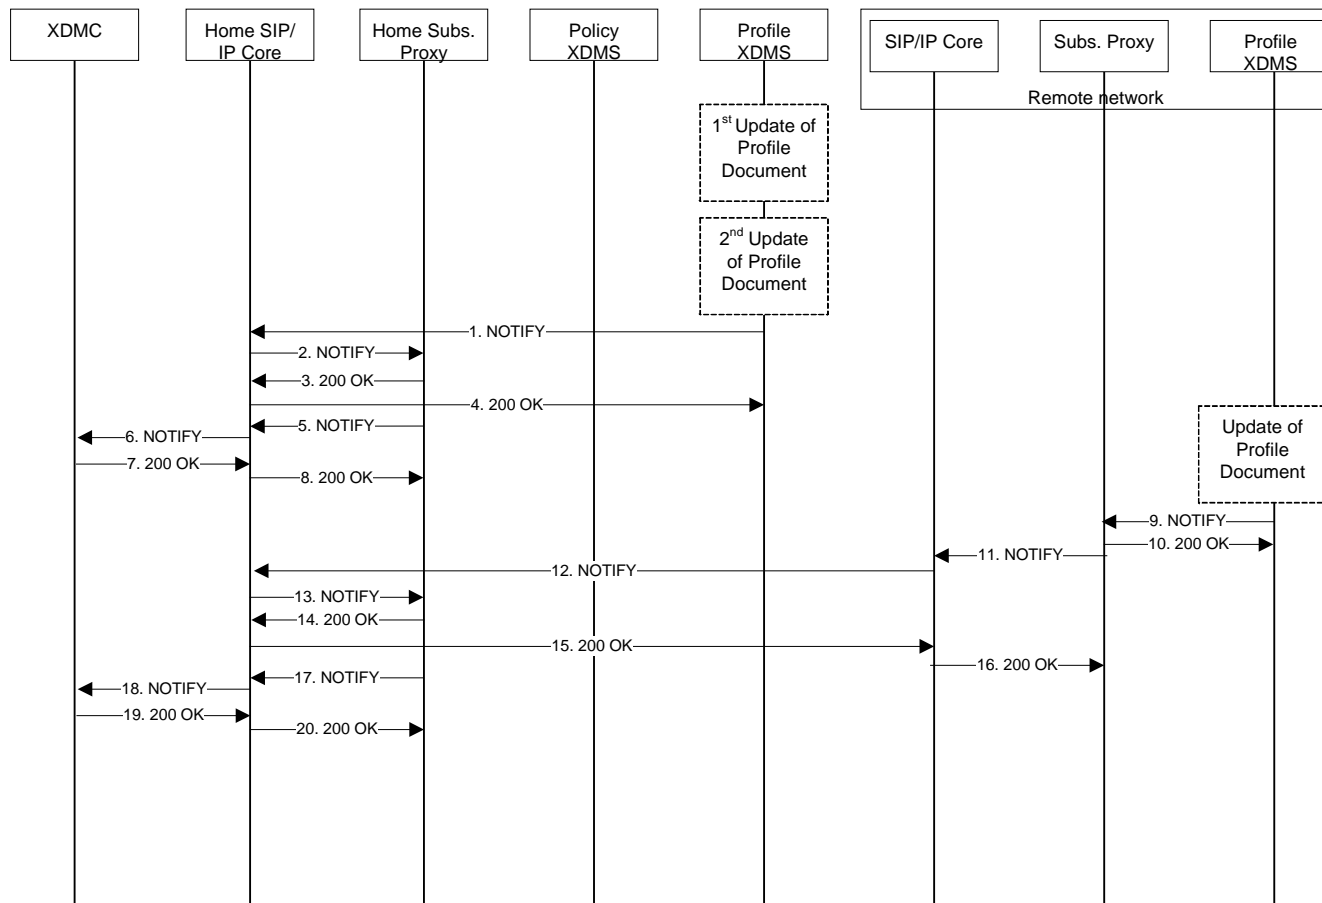 XDMC
Home SIP/
IP Core
Home Subs.
Proxy
Policy
XDMS
Profile
XDMS
SIP/IP Core
Subs. Proxy
Profile
XDMS
Remote network
1st Update of
Profile
Document
2nd Update
of Profile
Document
1. NOTIFY
2. NOTIFY
3. 200 OK
4. 200 OK
5. NOTIFY
6. NOTIFY
7. 200 OK
8. 200 OK
Update of
Profile
Document
9. NOTIFY
10. 200 OK
11. NOTIFY
12. NOTIFY
13. NOTIFY
14. 200 OK
15. 200 OK
16. 200 OK
17. NOTIFY
18. NOTIFY
19. 200 OK
20. 200 OK